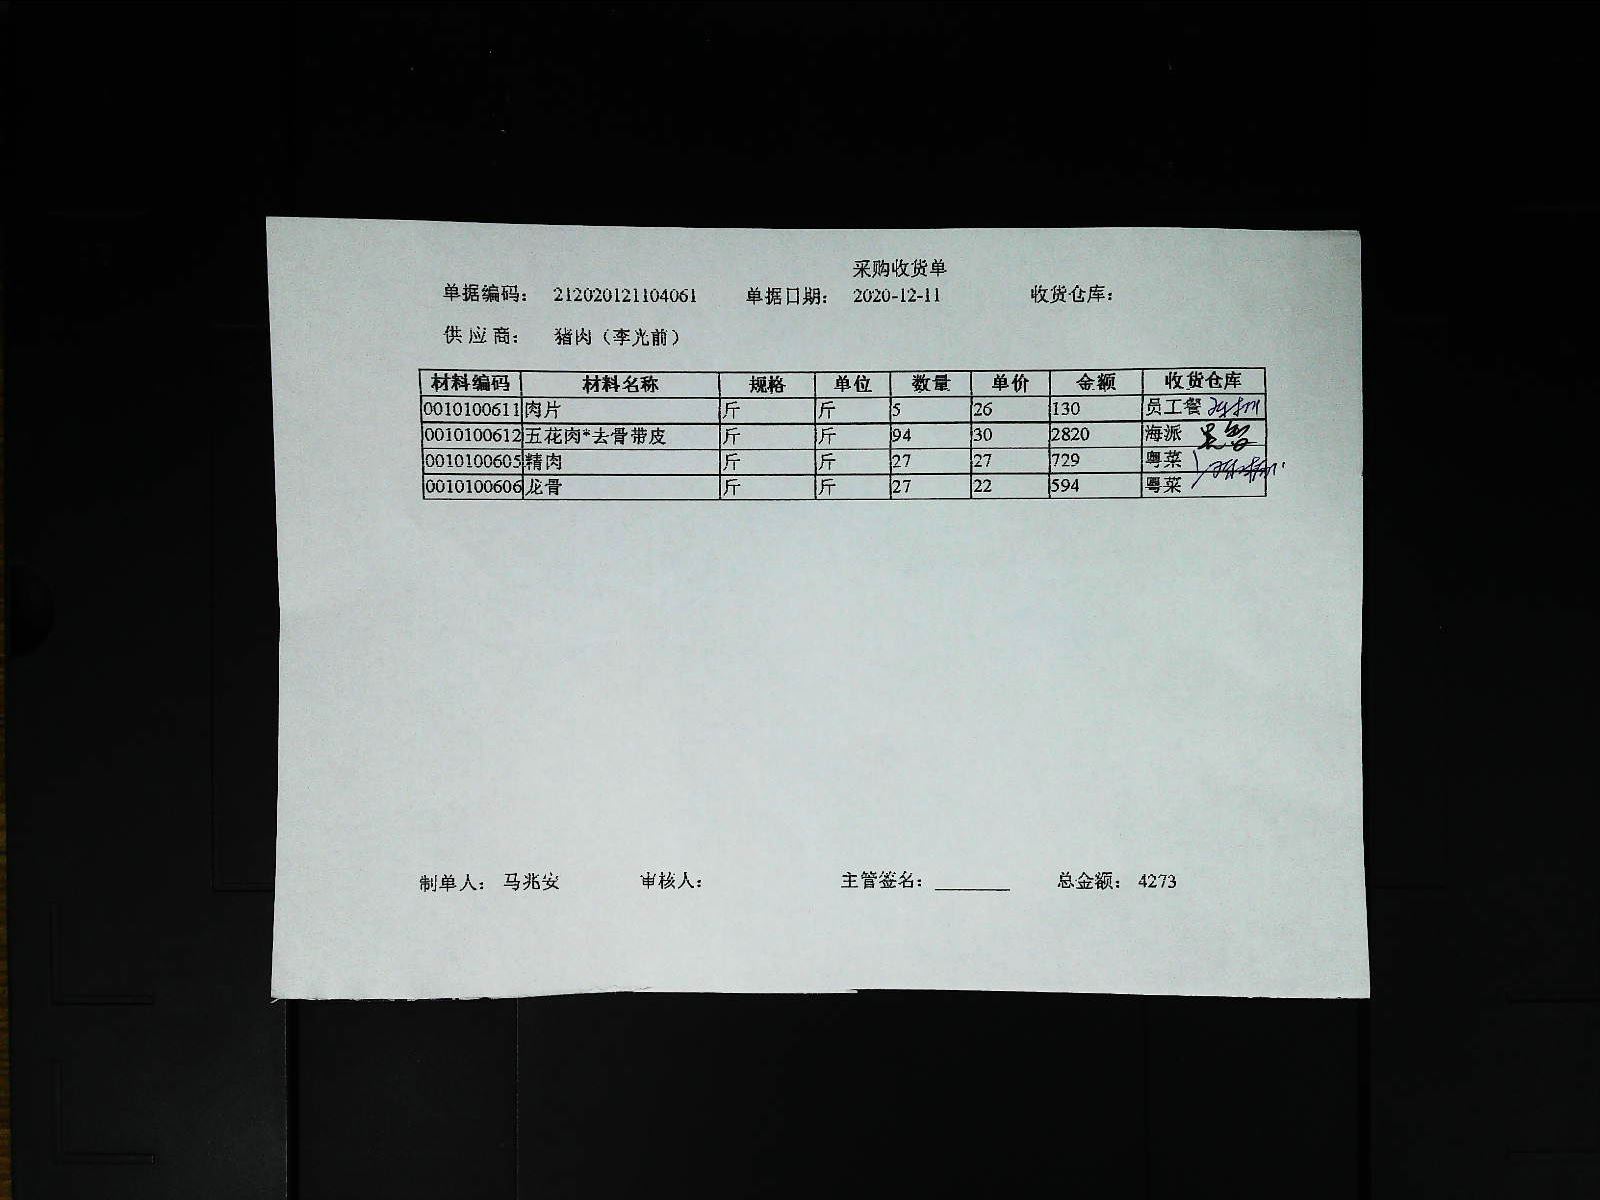 采购收货单
单据编码： 212020121104061 单据日期： 2020-12-11 收货仓库：
供 应 商： 猪肉（李光前）
材料编码 材料名称 规格 单位 数量 单价 金额 收货仓库
0010100611 肉片 斤 斤 5 26 130 员工餐
0010100612 五花肉*去骨带皮 斤 斤 94 30 2820 海派
0010100605 精肉 斤 斤 27 27 729 粤菜
0010100606 龙骨 斤 斤 27 22 594 粤菜
制单人： 马兆安 审核人： 主管签名： 总金额： 4273